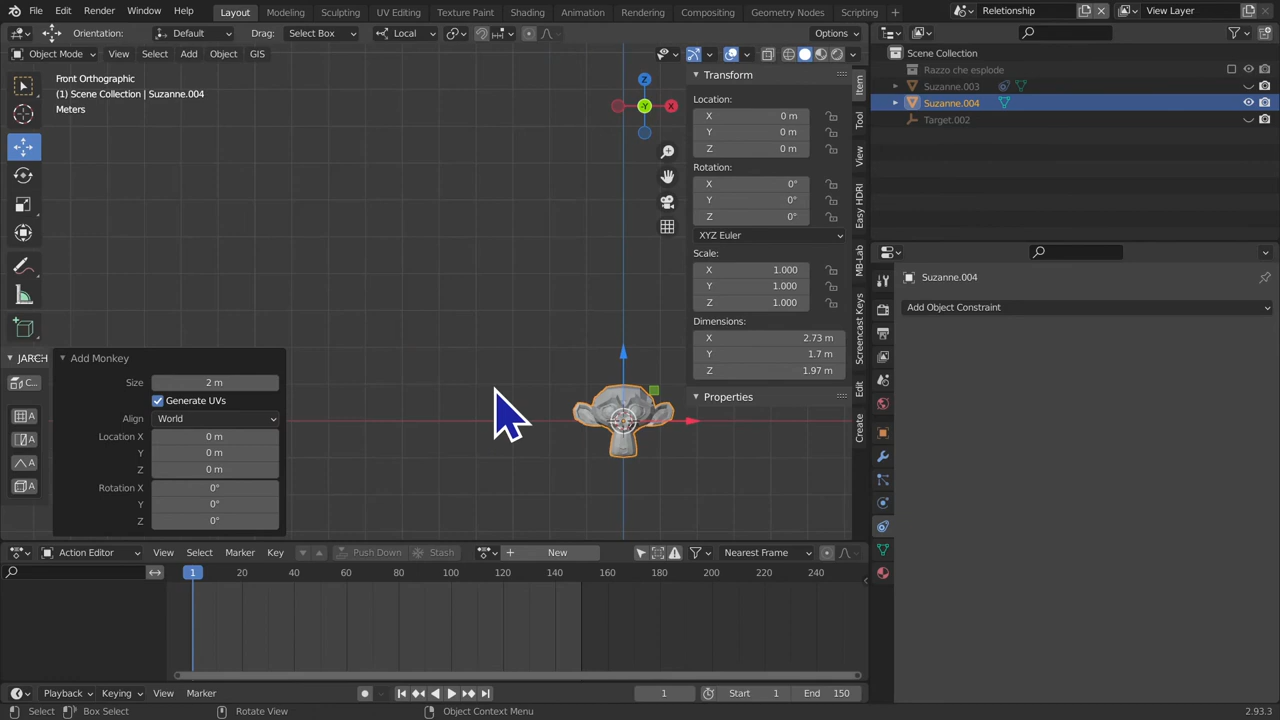 File Edit Render Window Help Layout Modeling Sculpting UV Editing Texture Paint Shading Animation Rendering Compositing Geometry Nodes Scripting + Relationship View Layer
Orientation: Default Drag: Select Box Local Options
Object Mode View Select Add Object GIS
Front Orthographic
(1) Scene Collection | Suzanne.004
Meters
Z
X
-Y
Transform
Location:
X 0 m
Y 0 m
Z 0 m
Rotation:
X 0°
Y 0°
Z 0°
XYZ Euler
Scale:
X 1.000
Y 1.000
Z 1.000
Dimensions:
X 2.73 m
Y 1.7 m
Z 1.97 m
Properties
Item
Tool
View
Easy HDRI
MB-Lab
Screencast Keys
Edit
Create
JARCH
C...
A
A
A
A
Add Monkey
Size 2 m
Generate UVs
Align World
Location X 0 m
Y 0 m
Z 0 m
Rotation X 0°
Y 0°
Z 0°
Scene Collection
Razzo che esplode
Suzanne.003
Suzanne.004
Target.002
Suzanne.004
Add Object Constraint
Action Editor View Select Marker Key Push Down Stash + New Nearest Frame
1 20 40 60 80 100 120 140 160 180 200 220 240
Playback Keying View Marker 1 Start 1 End 150
Select Box Select Rotate View Object Context Menu 2.93.3